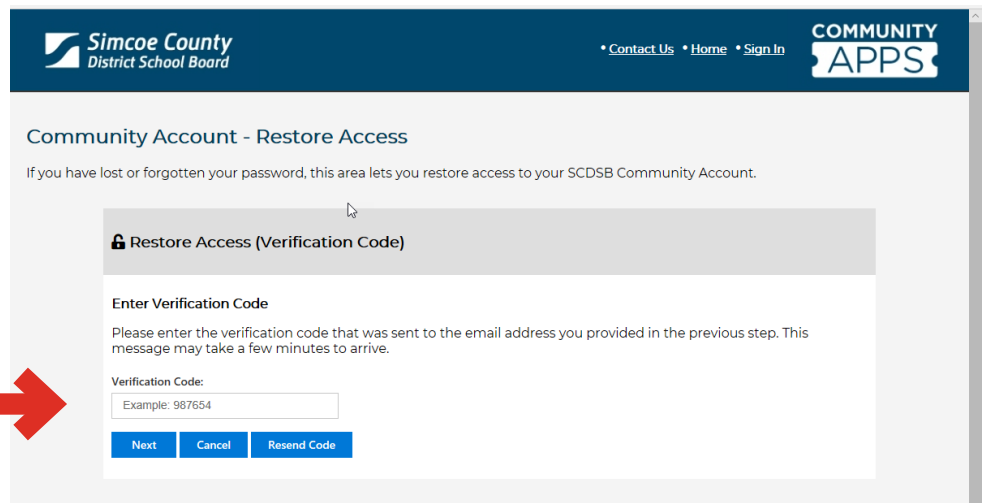 Simcoe County
District School Board
• Contact Us • Home • Sign In
COMMUNITY
APPS
Community Account - Restore Access
If you have lost or forgotten your password, this area lets you restore access to your SCDSB Community Account.
Restore Access (Verification Code)
Enter Verification Code
Please enter the verification code that was sent to the email address you provided in the previous step. This
message may take a few minutes to arrive.
Verification Code:
Example: 987654
Next Cancel Resend Code